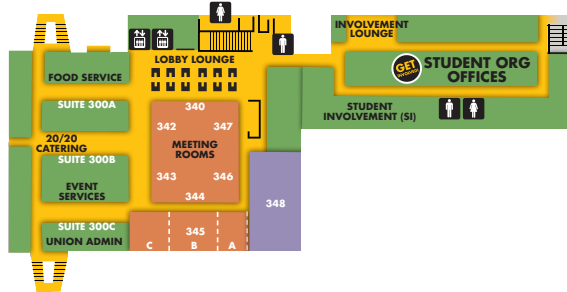 INVOLVEMENT
LOUNGE
LOBBY LOUNGE
GET
INVOLVED
STUDENT ORG
OFFICES
FOOD SERVICE
SUITE 300A
340
342
347
STUDENT
INVOLVEMENT (SI)
20/20
CATERING
MEETING
ROOMS
SUITE 300B
343
346
EVENT
SERVICES
344
348
SUITE 300C
345
UNION ADMIN
C
B
A